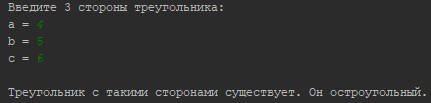 Введите 3 стороны треугольника:
a = 4
b = 5
c = 6
Треугольник с такими сторонами существует. Он остроугольный.